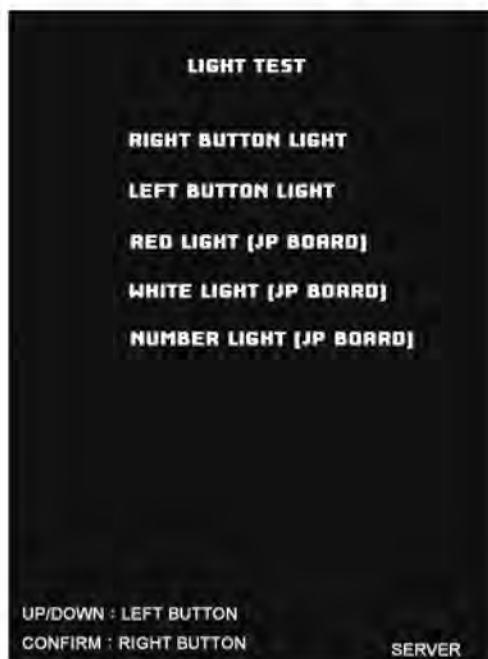 LIGHT TEST
RIGHT BUTTON LIGHT
LEFT BUTTON LIGHT
RED LIGHT [JP BOARD]
WHITE LIGHT [JP BOARD]
NUMBER LIGHT [JP BOARD]
UP/DOWN : LEFT BUTTON
CONFIRM : RIGHT BUTTON
SERVER